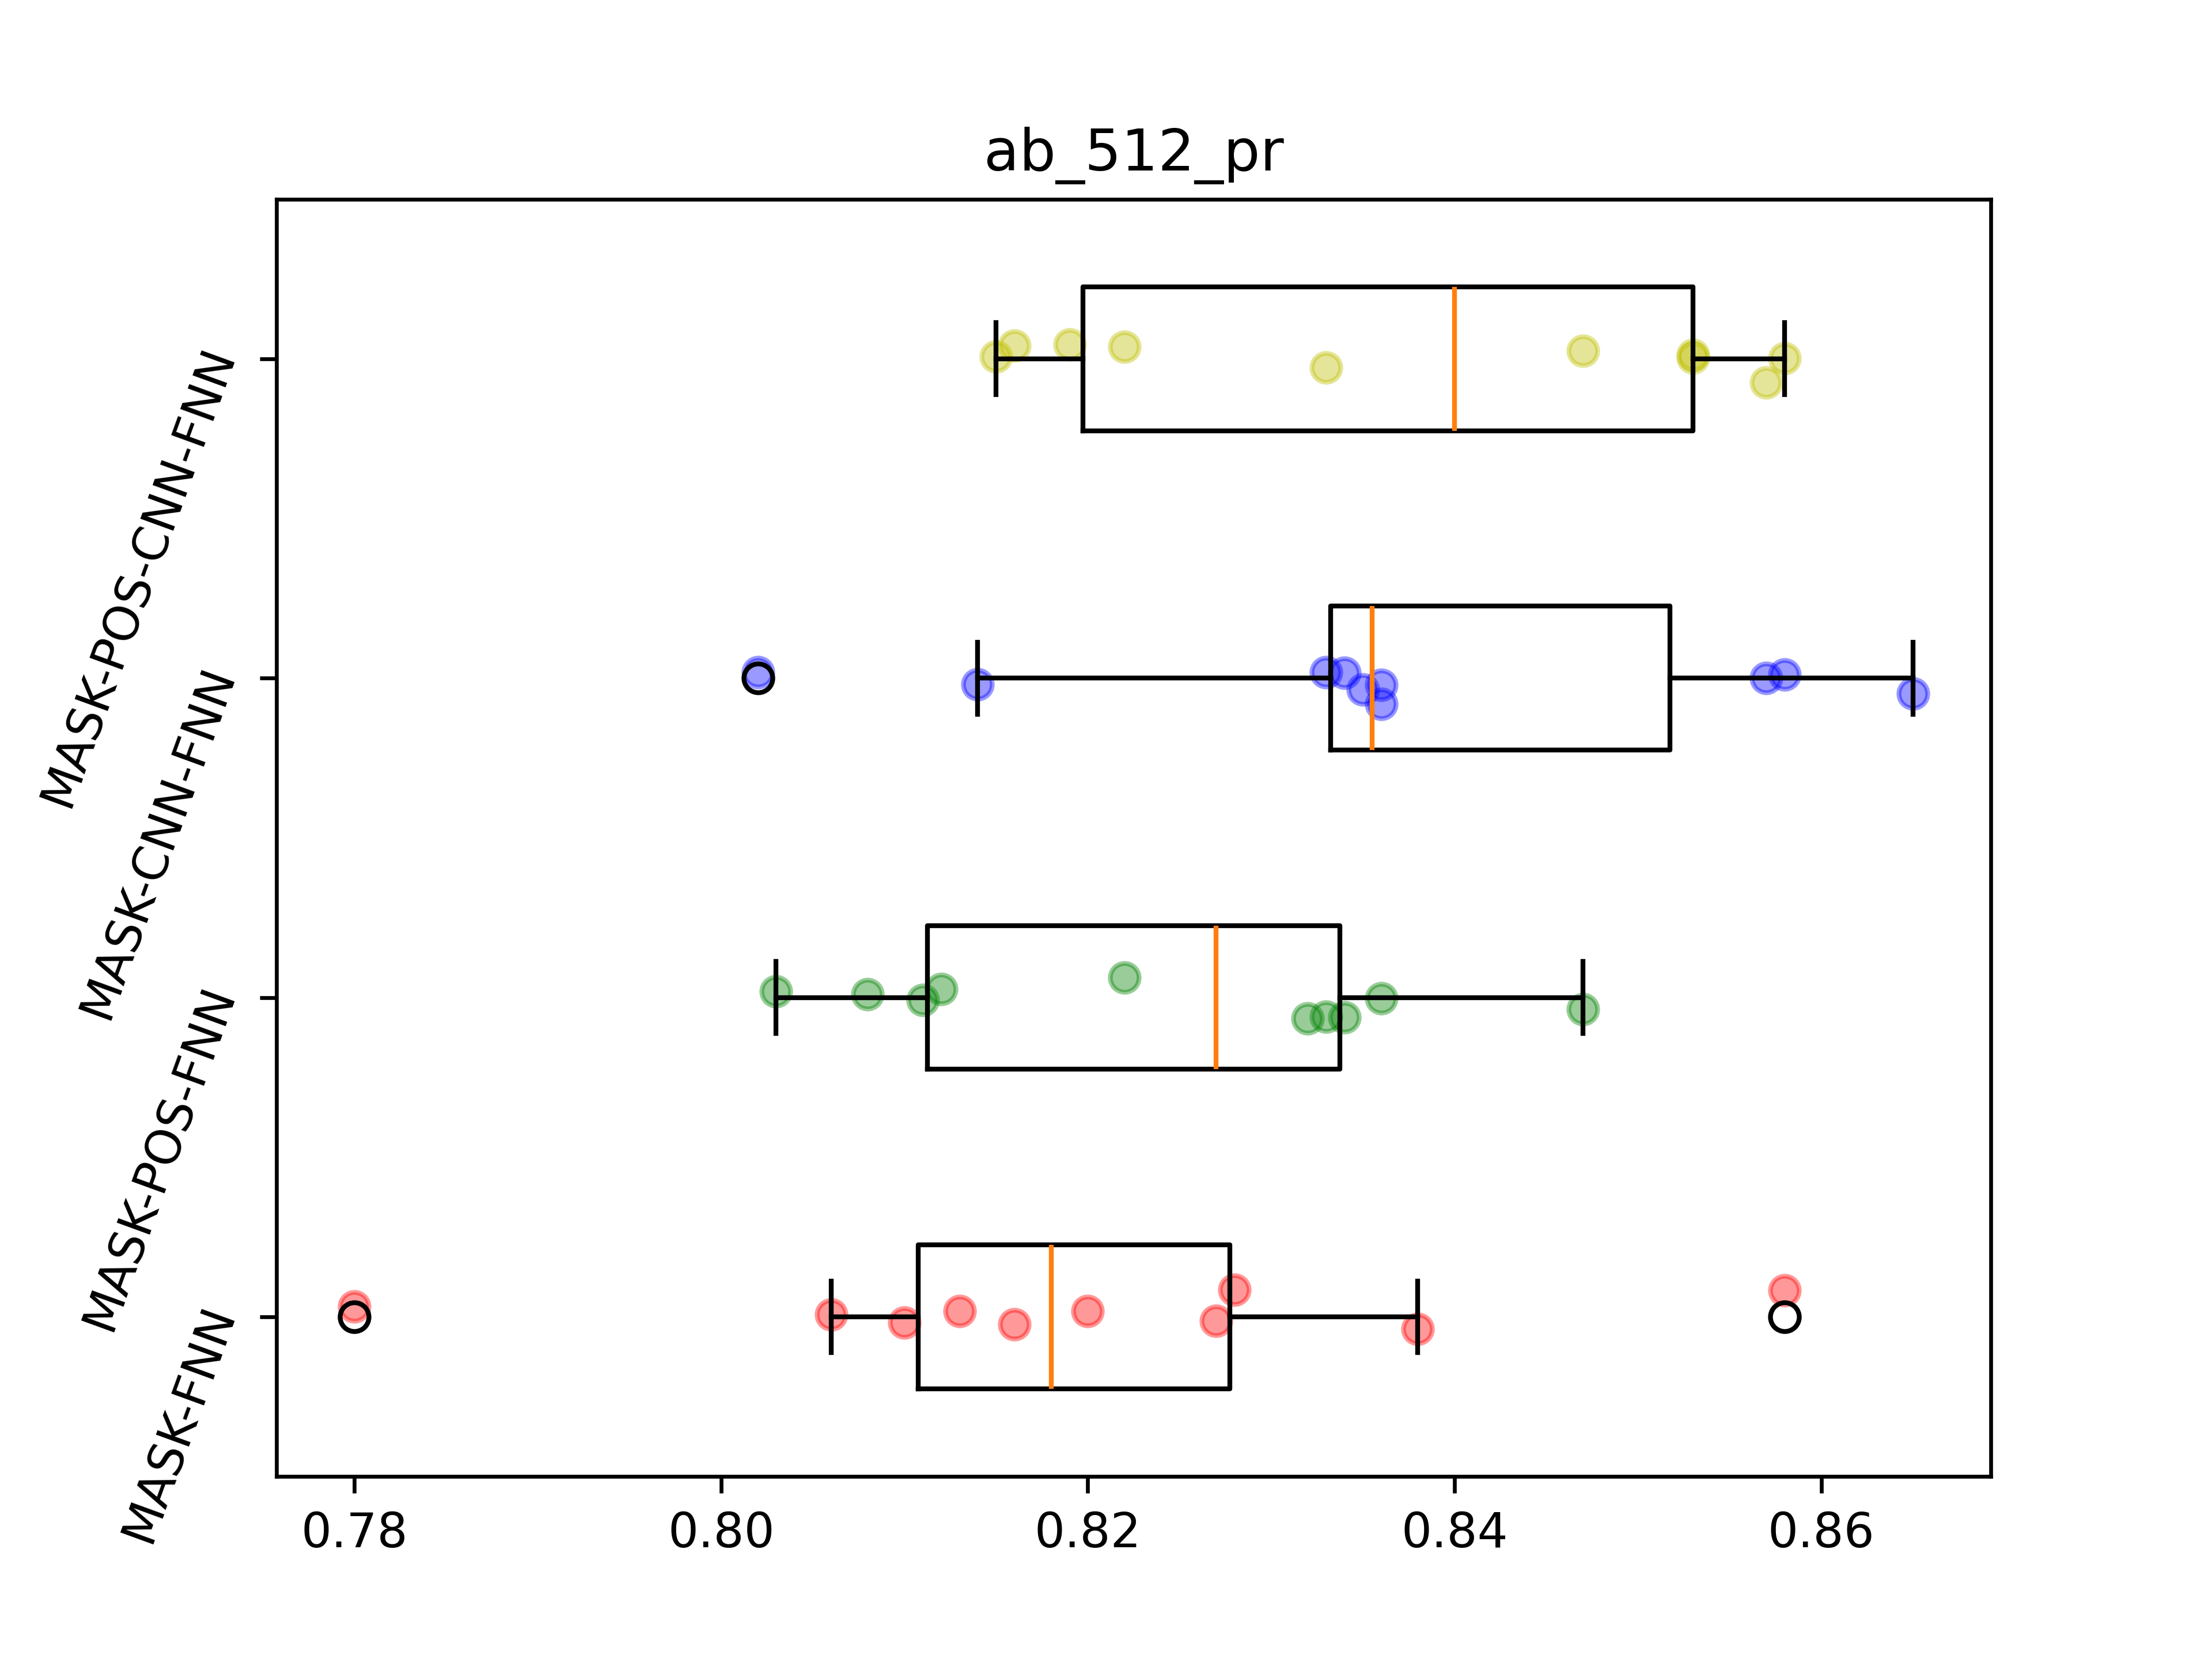 ab_512_pr
MASK-POS-CNN-FNN
MASK-CNN-FNN
MASK-POS-FNN
MASK-FNN
0.78 0.80 0.82 0.84 0.86